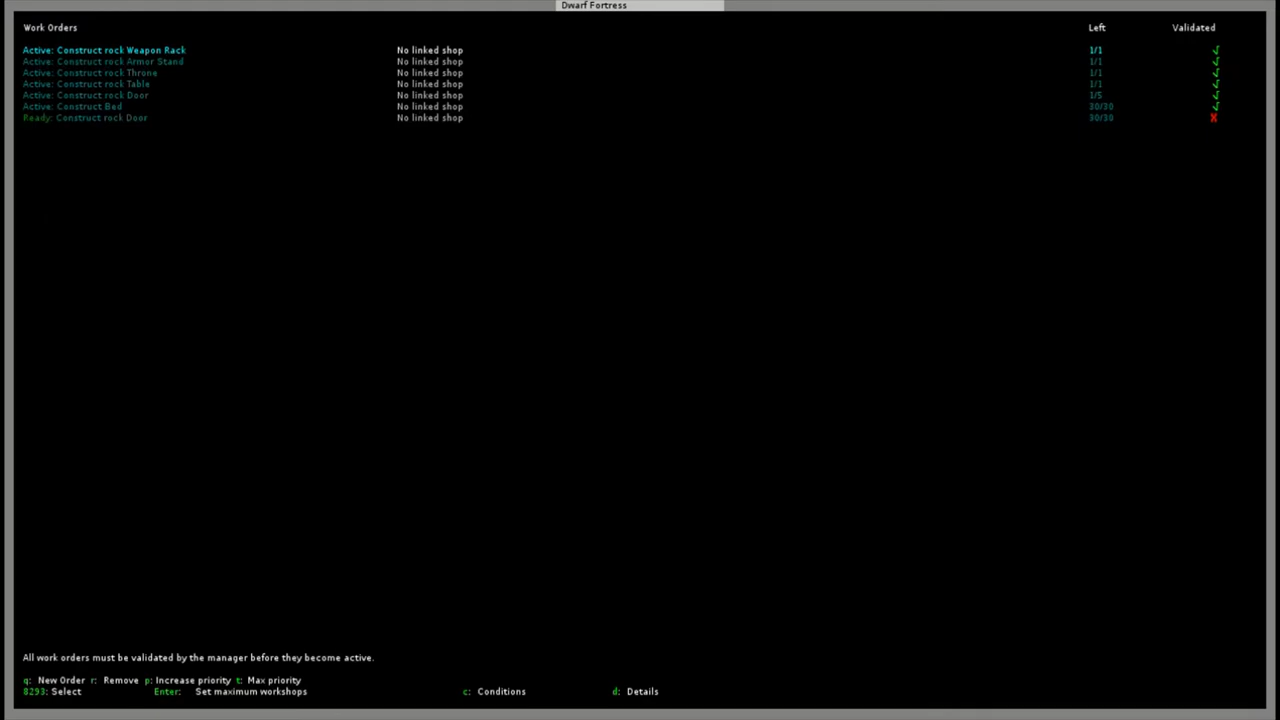 Dwarf Fortress
Work Orders Left Validated
Active: Construct rock Weapon Rack No linked shop 1/1 √
Active: Construct rock Armor Stand No linked shop 1/1 √
Active: Construct rock Throne No linked shop 1/1 √
Active: Construct rock Table No linked shop 1/1 √
Active: Construct rock Door No linked shop 1/5 √
Active: Construct Bed No linked shop 30/30 √
Ready: Construct rock Door No linked shop 30/30 X
All work orders must be validated by the manager before they become active.
q: New Order r: Remove p: Increase priority t: Max priority
8293: Select Enter: Set maximum workshops c: Conditions d: Details